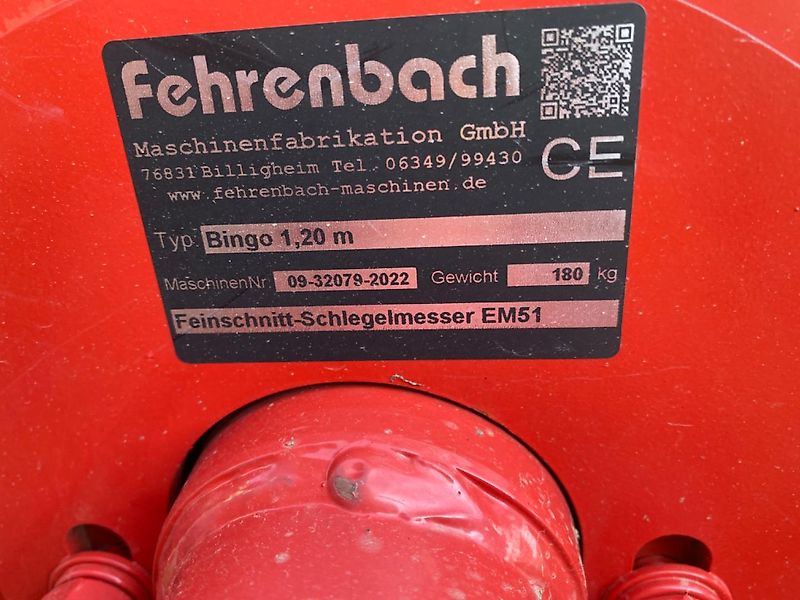 Fehrenbach
Maschinenfabrikation GmbH
76831 Billigheim Tel. 06349/99430
www.fehrenbach-maschinen.de
CE
Typ Bingo 1,20 m
MaschinenNr. 09-32079-2022 Gewicht 180 kg
Feinschnitt-Schlegelmesser EM51